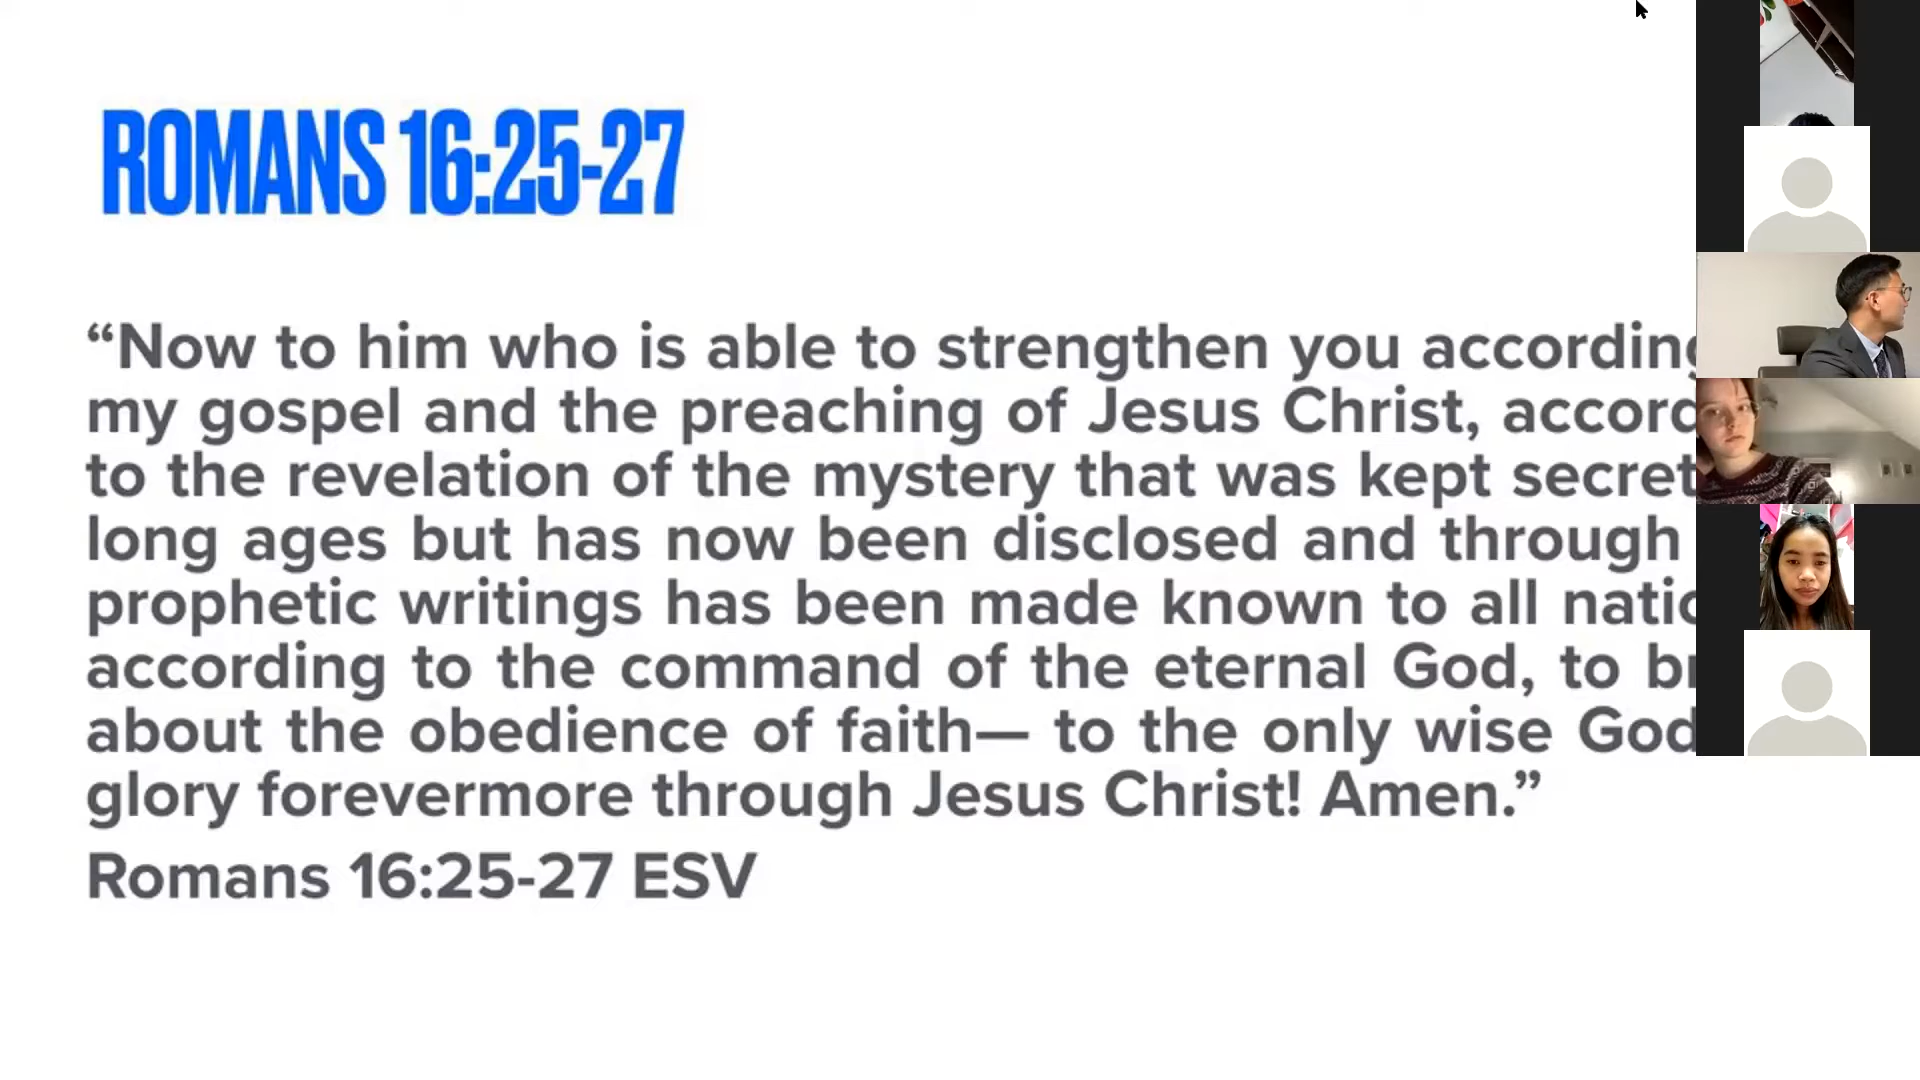 ROMANS 16:25-27
“Now to him who is able to strengthen you according
my gospel and the preaching of Jesus Christ, accord
to the revelation of the mystery that was kept secret
long ages but has now been disclosed and through
prophetic writings has been made known to all natio
according to the command of the eternal God, to br
about the obedience of faith— to the only wise God
glory forevermore through Jesus Christ! Amen.”
Romans 16:25-27 ESV